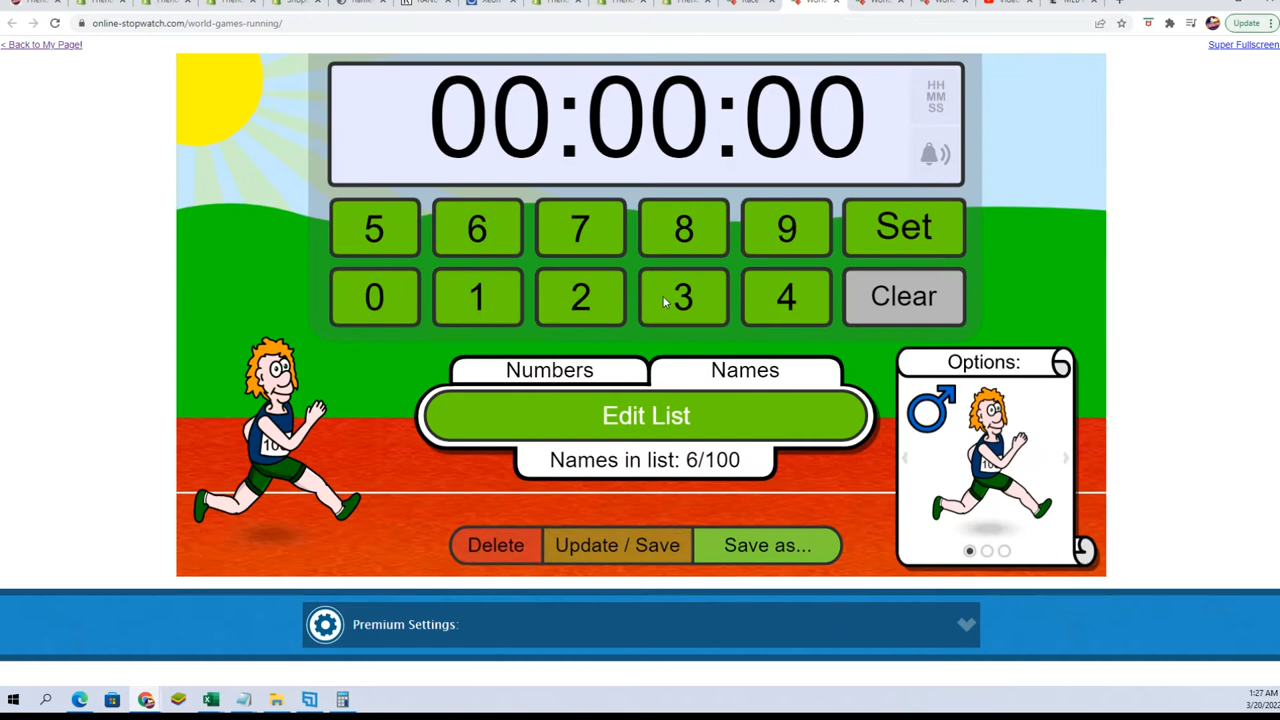 online-stopwatch.com/world-games-running/
Update
< Back to My Page!
Super Fullscreen
00:00:00
HH
MM
SS
5 6 7 8 9 Set
0 1 2 3 4 Clear
Numbers Names
Options:
Edit List
Names in list: 6/100
Delete Update / Save Save as...
Premium Settings:
1:27 AM